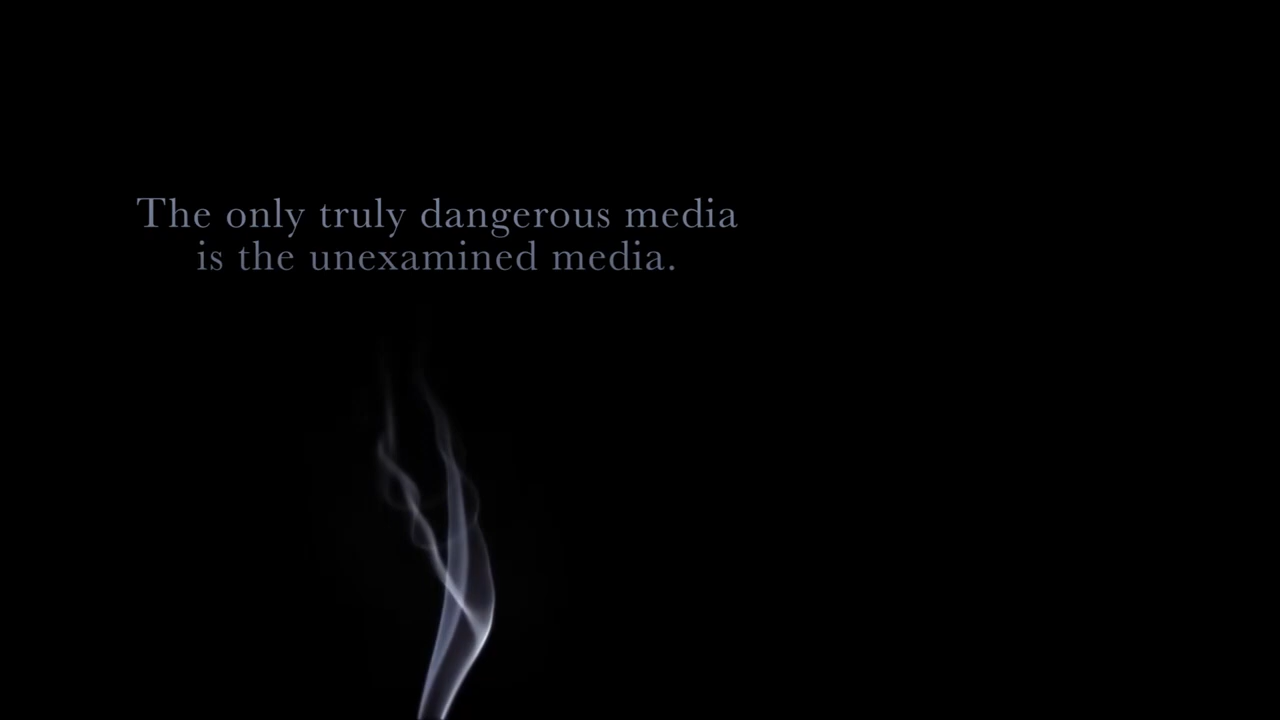 The only truly dangerous media
is the unexamined media.